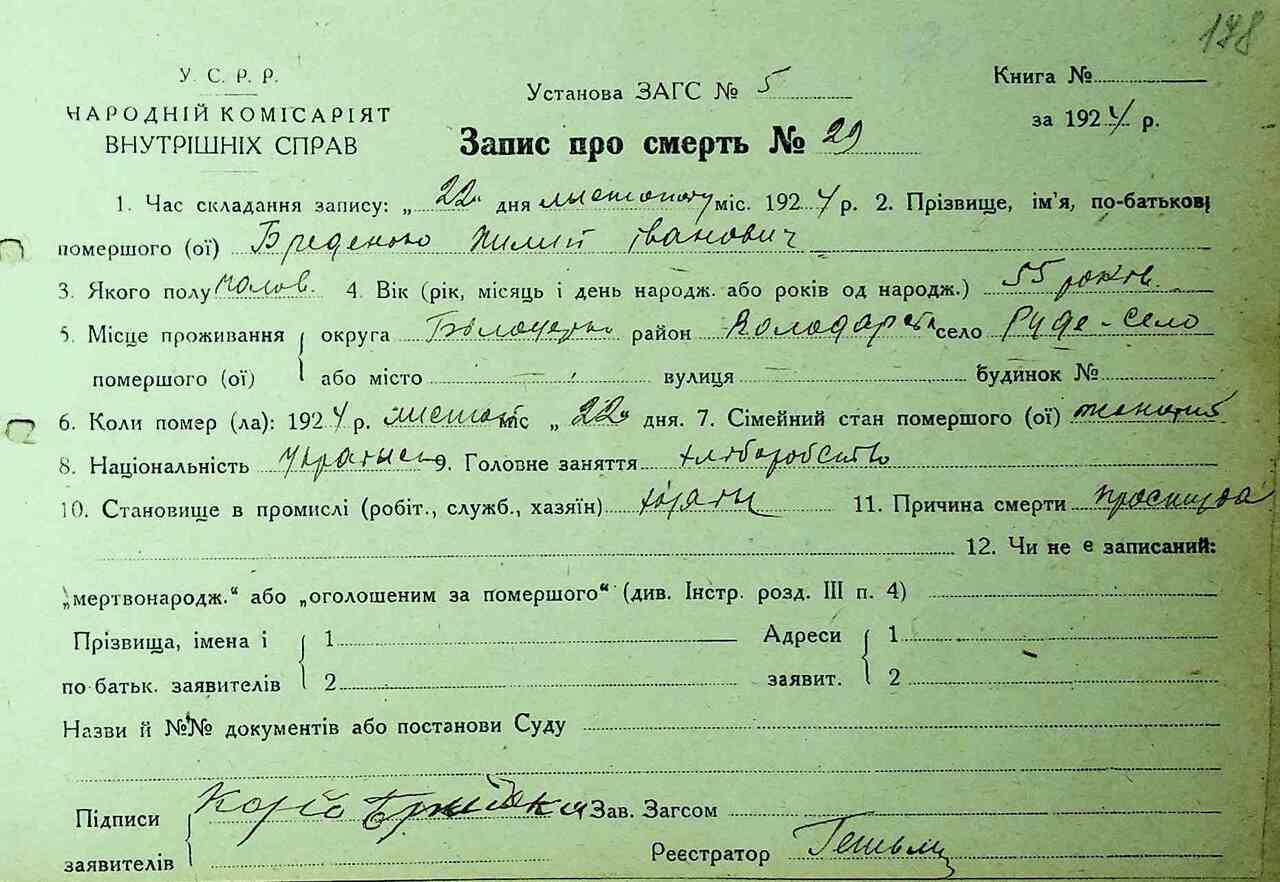 178
У. С. Р. Р.
НАРОДНІЙ КОМІСАРІЯТ
ВНУТРІШНІХ СПРАВ
Установа ЗАГС № 5
Книга №
за 1924 р.
Запис про смерть № 29
1. Час складання запису: „ 22 " дня листопаду міс. 1924 р. 2. Прізвище, ім'я, по-батькові
помершого (ої) Іванович
3. Якого полу чолов. 4. Вік (рік, місяць і день народж. або років од народж.) 55 років
5. Місце проживання округа Білоцерк район Володарськ село Руде-Село
помершого (ої) або місто вулиця будинок №
6. Коли помер (ла): 1924 р. листоп міс „ 22 " дня. 7. Сімейний стан помершого (ої) жонатий
8. Національність Українець 9. Головне заняття хліборобство
10. Становище в промислі (робіт., служб., хазяїн) 11. Причина смерти простуда
12. Чи не є записаний:
„мертвонародж.“ або „оголошеним за помершого“ (див. Інстр. розд. III п. 4)
Прізвища, імена і 1 Адреси 1
по батьк. заявителів 2 заявит. 2
Назви й №№ документів або постанови Суду
Підписи Зав. Загсом
заявителів Реєстратор